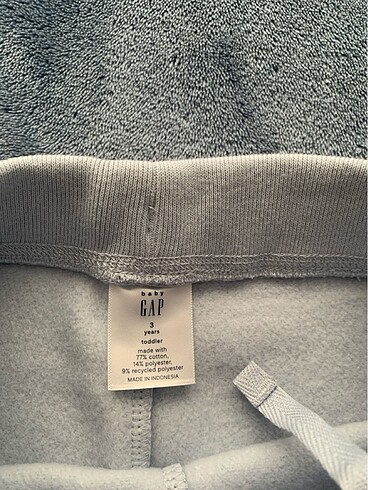 baby
GAP
3
years
toddler
made with
77% cotton,
14% polyester,
9% recycled polyester
MADE IN INDONESIA